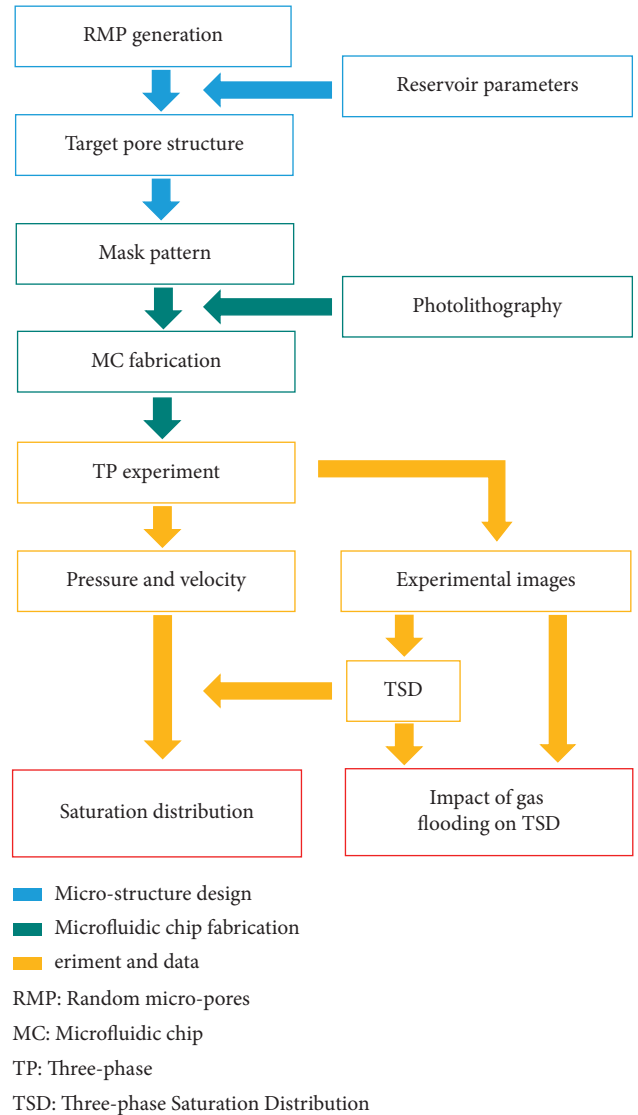 RMP generation
Reservoir parameters
Target pore structure
Mask pattern
Photolithography
MC fabrication
TP experiment
Pressure and velocity
Experimental images
TSD
Saturation distribution
Impact of gas
flooding on TSD
Micro-structure design
Microfluidic chip fabrication
eriment and data
RMP: Random micro-pores
MC: Microfluidic chip
TP: Three-phase
TSD: Three-phase Saturation Distribution